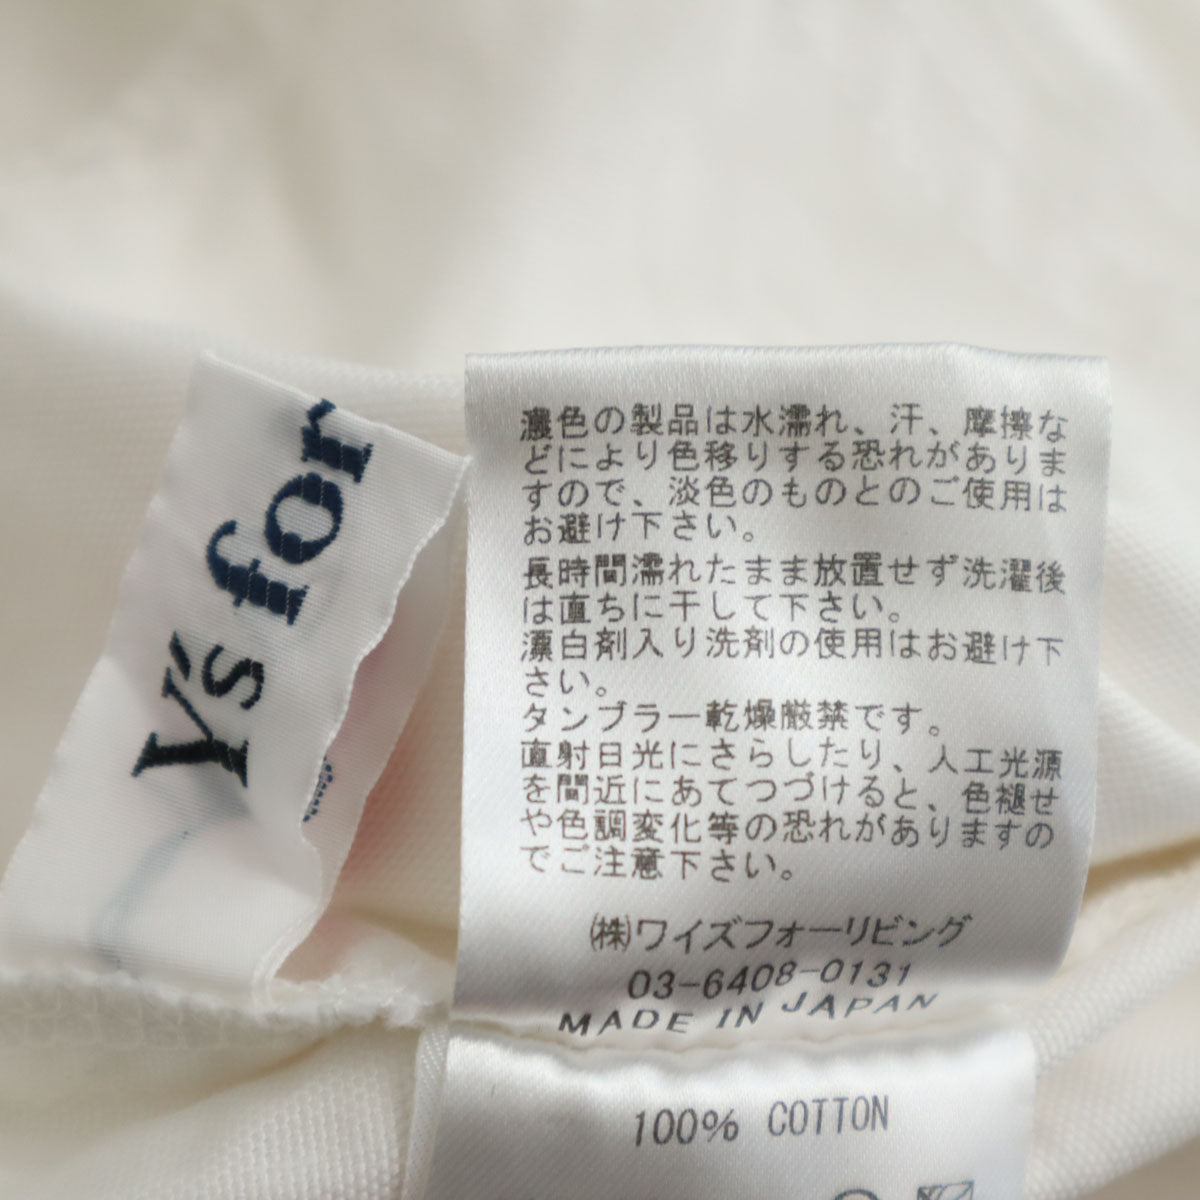 Y's for
濃色の製品は水濡れ、汗、摩擦な
どにより色移りする恐れがありま
すので、淡色のものとのご使用は
お避け下さい。
長時間濡れたまま放置せず洗濯後
は直ちに干して下さい。
漂白剤入り洗剤の使用はお避け下
さい。
タンブラー乾燥厳禁です。
直射日光にさらしたり、人工光源
を間近にあてつづけると、色褪せ
や色調変化等の恐れがありますの
でご注意下さい。
㈱ワイズフォーリビング
03-6408-0131
MADE IN JAPAN
100% COTTON